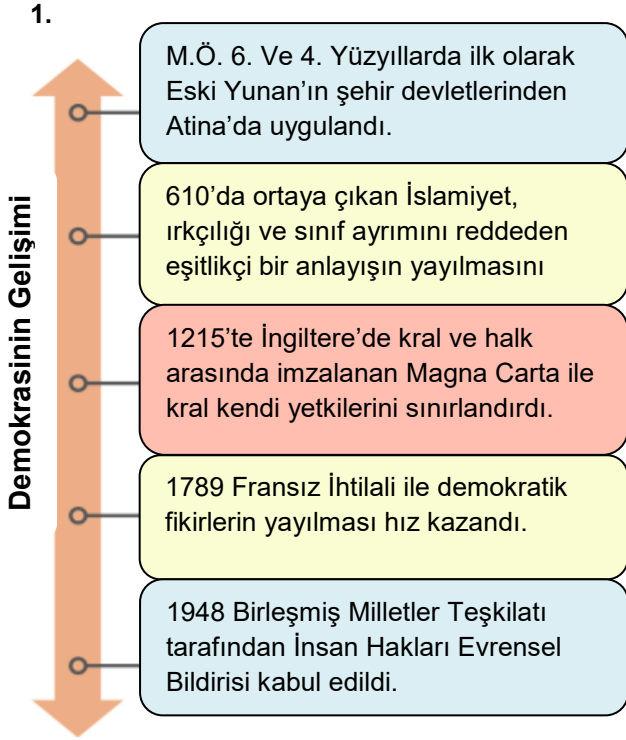 1.
Demokrasinin Gelişimi
M.Ö. 6. Ve 4. Yüzyıllarda ilk olarak
Eski Yunan’ın şehir devletlerinden
Atina’da uygulandı.
610’da ortaya çıkan İslamiyet,
ırkçılığı ve sınıf ayrımını reddeden
eşitlikçi bir anlayışın yayılmasını
1215’te İngiltere’de kral ve halk
arasında imzalanan Magna Carta ile
kral kendi yetkilerini sınırlandırdı.
1789 Fransız İhtilali ile demokratik
fikirlerin yayılması hız kazandı.
1948 Birleşmiş Milletler Teşkilatı
tarafından İnsan Hakları Evrensel
Bildirisi kabul edildi.